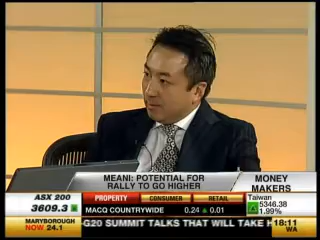 MEANI: POTENTIAL FOR
RALLY TO GO HIGHER
MONEY
MAKERS
ASX 200
3609.3
PROPERTY CONSUMER RETAIL
MACQ COUNTRYWIDE 0.24 0.01
Taiwan
5346.38
1.99%
MARYBOROUGH
NOW 24.1
G20 SUMMIT TALKS THAT WILL TAKE
18:11
WA